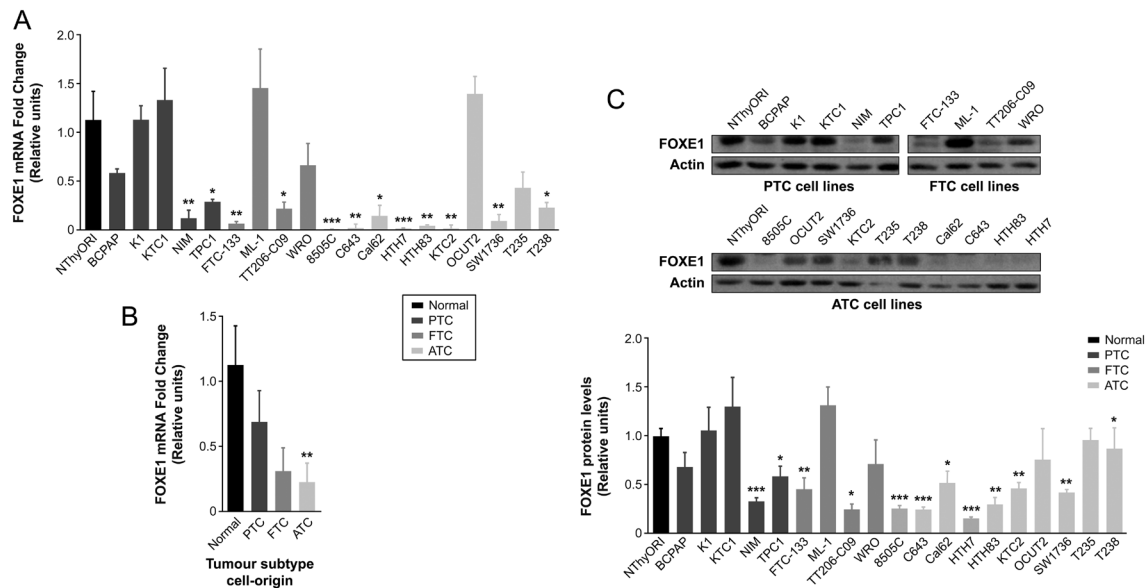 A
FOXE1 mRNA Fold Change
(Relative units)
2.0
1.5
1.0
0.5
0
** * ** * *** ** * *** ** ** ** *
NThyORI BCPAP K1 KTC1 NIM TPC1 FTC-133 ML-1 TT206-C09 WRO 8505C C643 Cal62 HTH7 HTH83 KTC2 OCUT2 SW1736 T235 T238
B
FOXE1 mRNA Fold Change
(Relative units)
1.5
1.0
0.5
0
**
Normal PTC FTC ATC
Tumour subtype
cell-origin
Normal
PTC
FTC
ATC
C
NThyORI BCPAP K1 KTC1 NIM TPC1 FTC-133 ML-1 TT206-C09 WRO
FOXE1
Actin
PTC cell lines FTC cell lines
NThyORI 8505C OCUT2 SW1736 KTC2 T235 T238 Cal62 C643 HTH83 HTH7
FOXE1
Actin
ATC cell lines
FOXE1 protein levels
(Relative units)
2.0
1.5
1.0
0.5
0
*** * ** * *** *** * *** ** ** ** *
Normal
PTC
FTC
ATC
NThyORI BCPAP K1 KTC1 NIM TPC1 FTC-133 ML-1 TT206-C09 WRO 8505C C643 Cal62 HTH7 HTH83 KTC2 OCUT2 SW1736 T235 T238